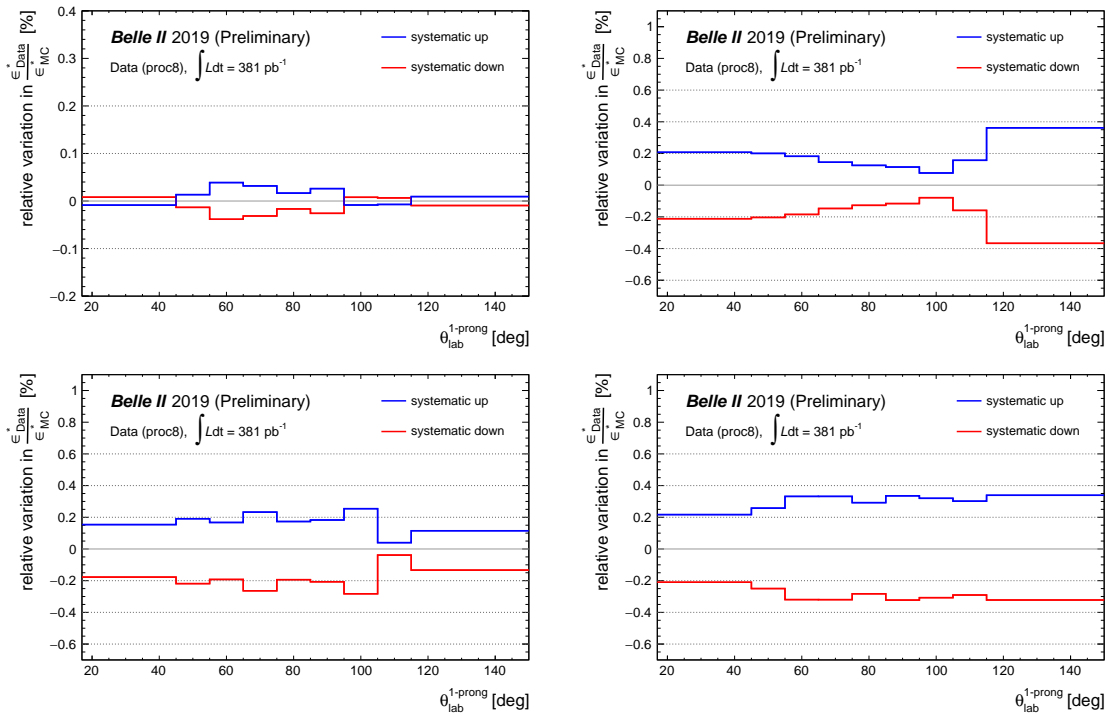 relative variation in ϵ*Data / ϵ*MC [%]
Belle II 2019 (Preliminary)
Data (proc8), ∫ Ldt = 381 pb-1
systematic up
systematic down
0.4
0.3
0.2
0.1
0
−0.1
−0.2
20 40 60 80 100 120 140
θ1-prong lab [deg]
relative variation in ϵ*Data / ϵ*MC [%]
Belle II 2019 (Preliminary)
Data (proc8), ∫ Ldt = 381 pb-1
systematic up
systematic down
1
0.8
0.6
0.4
0.2
0
−0.2
−0.4
−0.6
20 40 60 80 100 120 140
θ1-prong lab [deg]
relative variation in ϵ*Data / ϵ*MC [%]
Belle II 2019 (Preliminary)
Data (proc8), ∫ Ldt = 381 pb-1
systematic up
systematic down
1
0.8
0.6
0.4
0.2
0
−0.2
−0.4
−0.6
20 40 60 80 100 120 140
θ1-prong lab [deg]
relative variation in ϵ*Data / ϵ*MC [%]
Belle II 2019 (Preliminary)
Data (proc8), ∫ Ldt = 381 pb-1
systematic up
systematic down
1
0.8
0.6
0.4
0.2
0
−0.2
−0.4
−0.6
20 40 60 80 100 120 140
θ1-prong lab [deg]